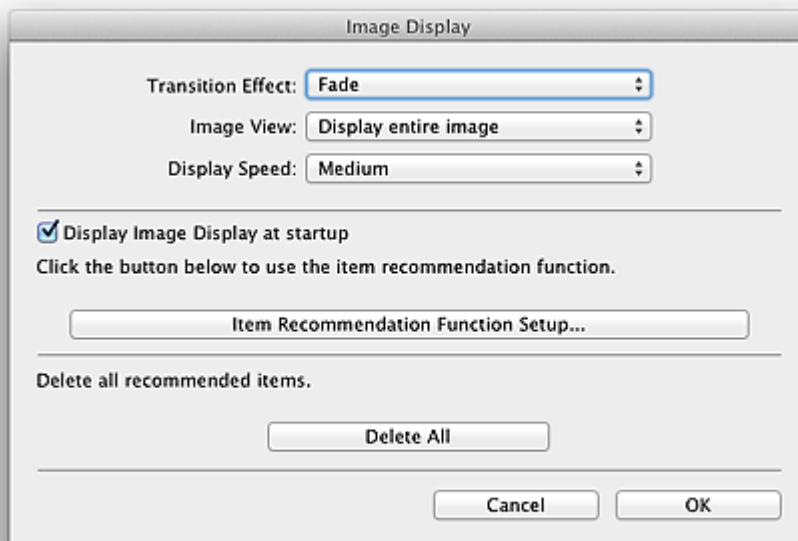 Image Display
Transition Effect: Fade
Image View: Display entire image
Display Speed: Medium
Display Image Display at startup
Click the button below to use the item recommendation function.
Item Recommendation Function Setup...
Delete all recommended items.
Delete All
Cancel OK